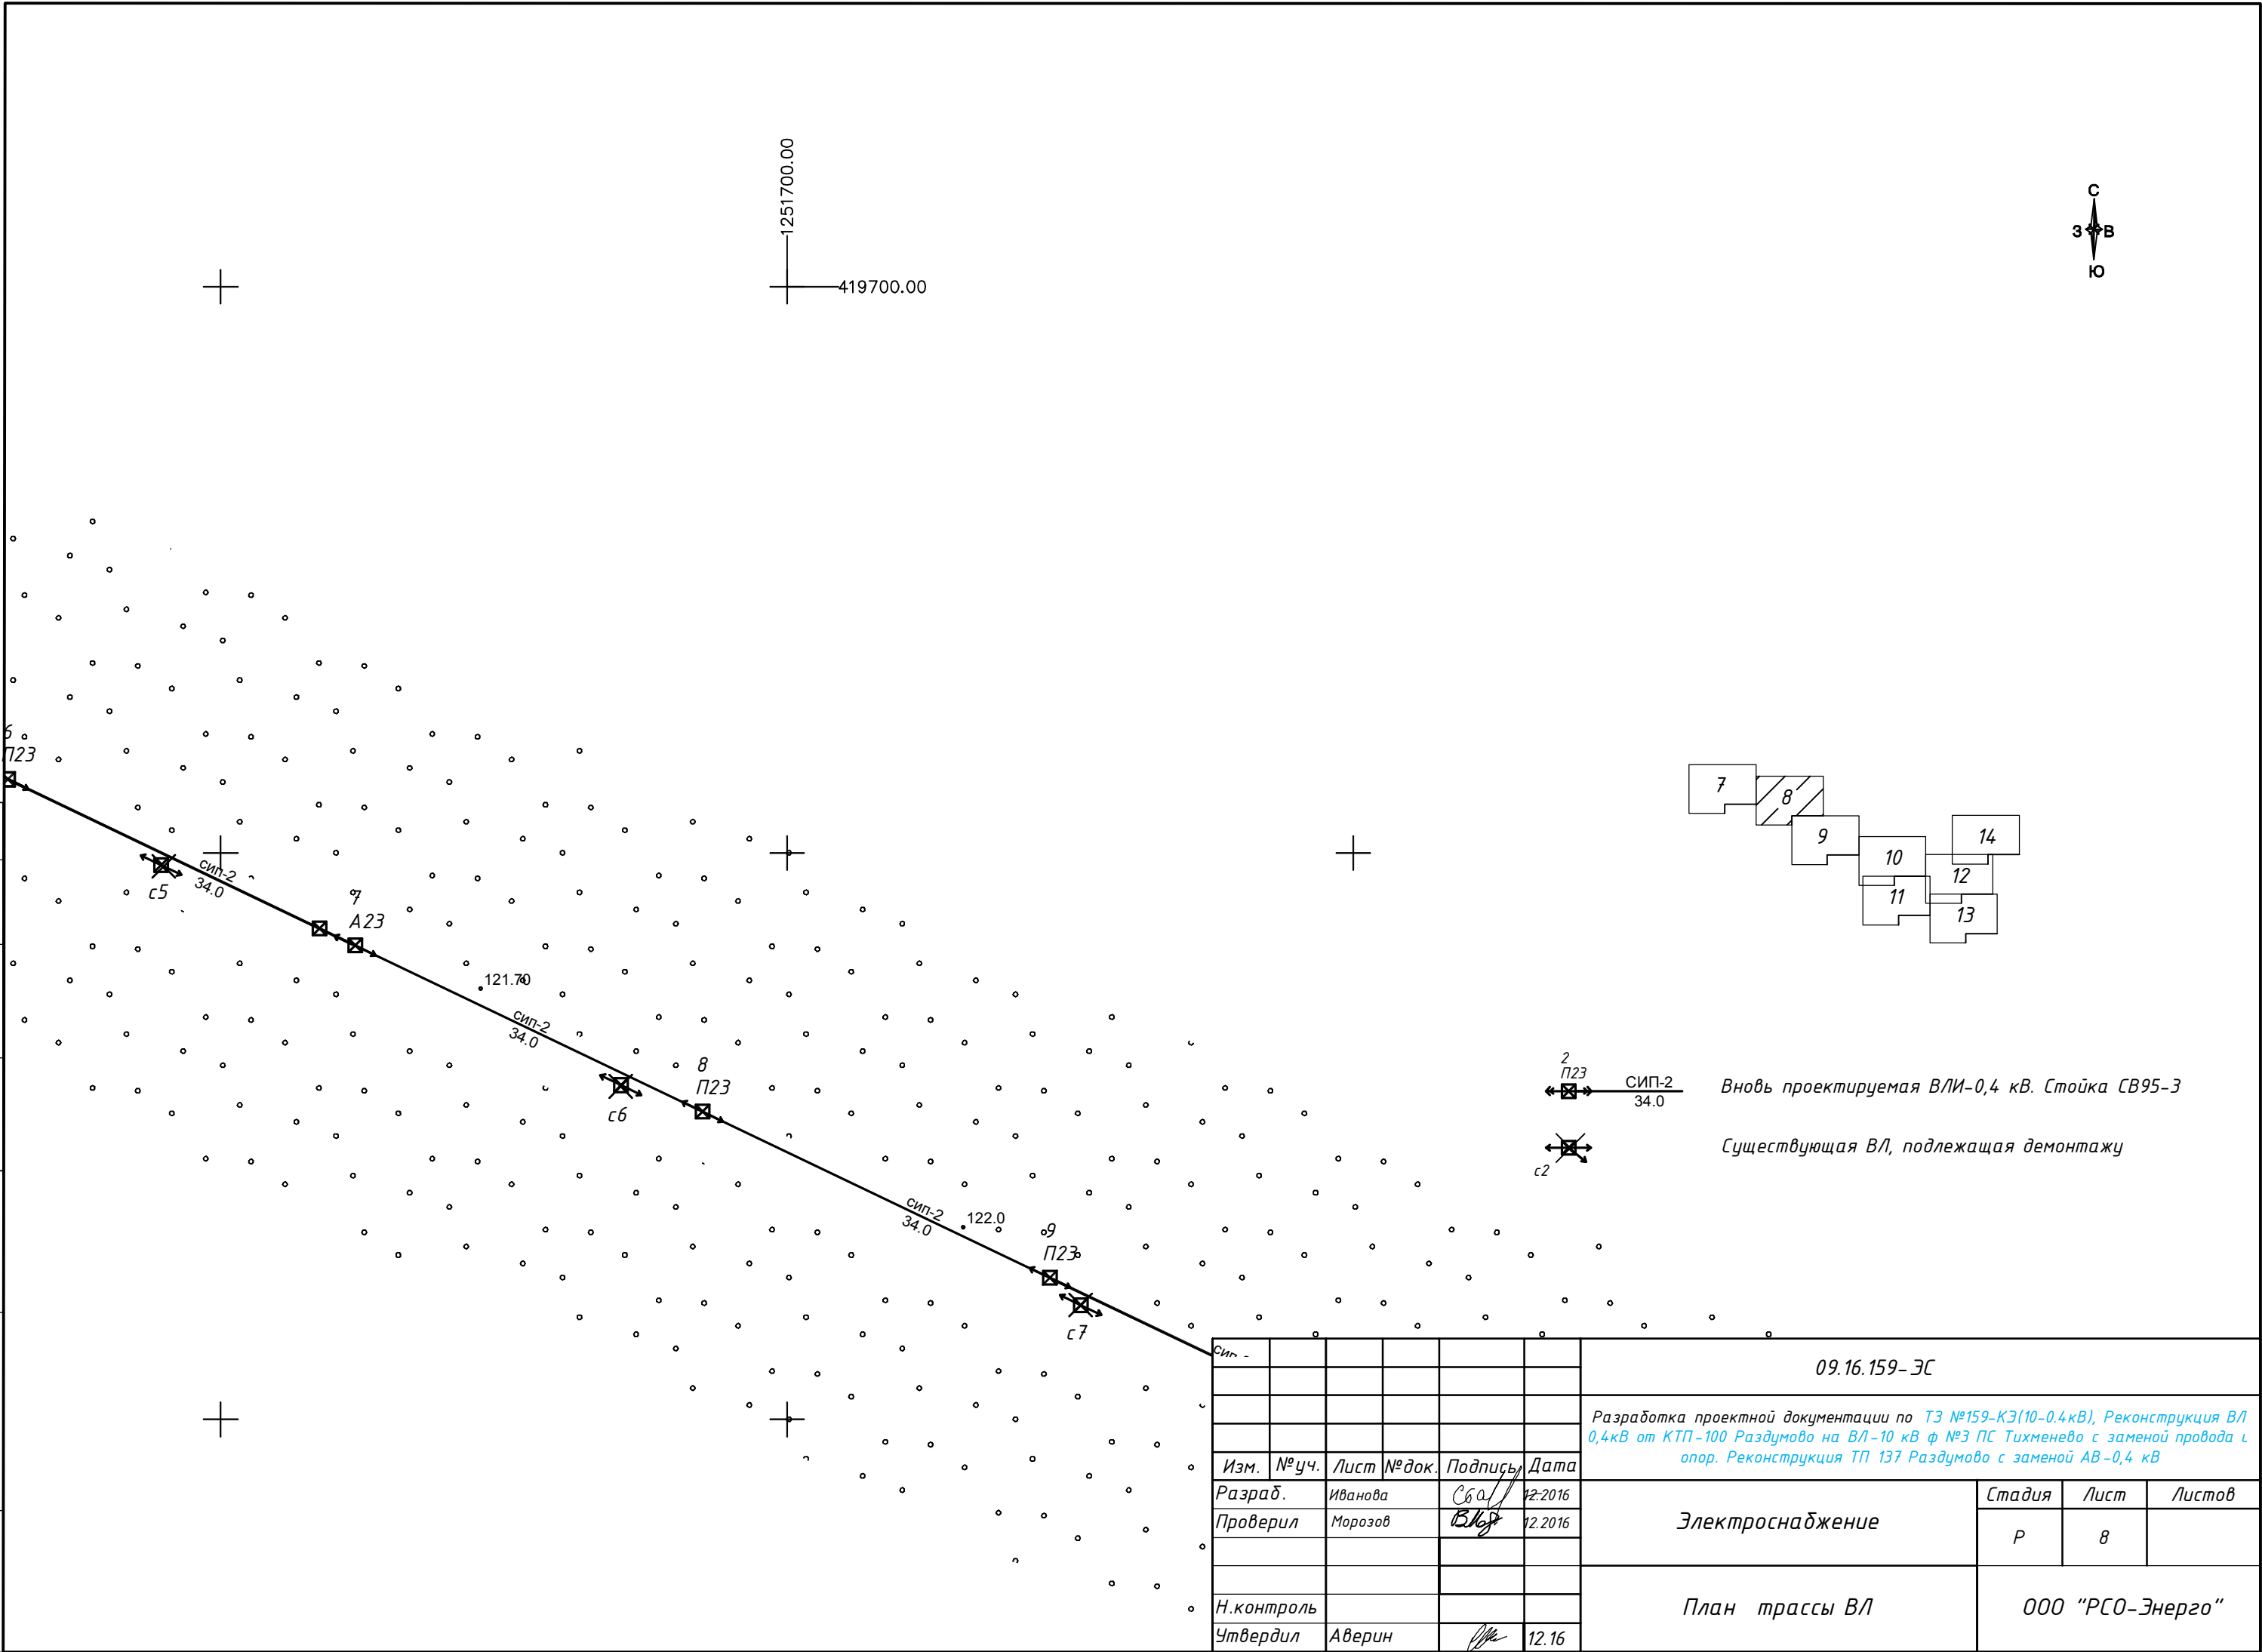 1251700.00
419700.00
С
З В
Ю
6
П23
с5
сип-2
34.0
7
А23
121.70
сип-2
34.0
с6
8
П23
сип-2
34.0
122.0
9
П23
с7
7
8
9
10
14
12
11
13
2
П23
СИП-2
34.0
Вновь проектируемая ВЛИ-0,4 кВ. Стойка СВ95-3
с2
Существующая ВЛ, подлежащая демонтажу
09.16.159-ЭС
Разработка проектной документации по ТЗ №159-КЭ(10-0.4кВ), Реконструкция ВЛ
0,4кВ от КТП-100 Раздумово на ВЛ-10 кВ ф №3 ПС Тихменево с заменой провода и
опор. Реконструкция ТП 137 Раздумово с заменой АВ-0,4 кВ
Изм. №уч. Лист №док. Подпись Дата
Разраб. Иванова 12.2016
Проверил Морозов 12.2016
Н.контроль
Утвердил Аверин 12.16
Электроснабжение
Стадия Лист Листов
Р 8
План трассы ВЛ
ООО "РСО-Энерго"